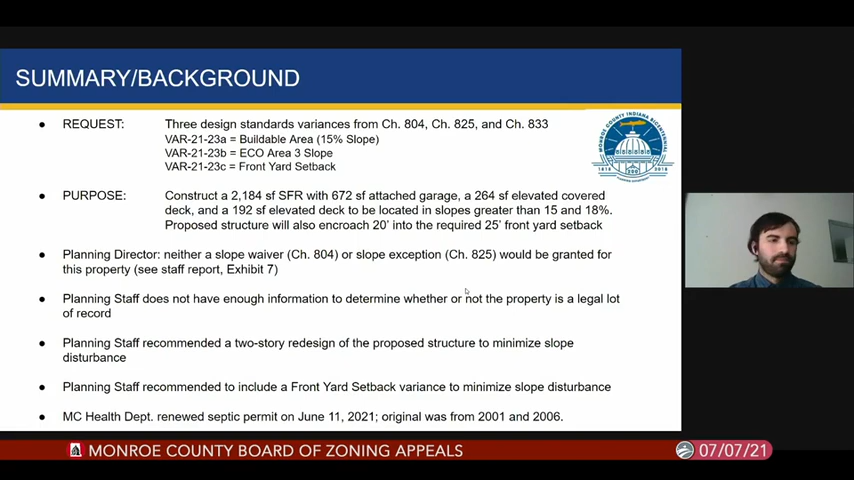 SUMMARY/BACKGROUND
● REQUEST: Three design standards variances from Ch. 804, Ch. 825, and Ch. 833
VAR-21-23a = Buildable Area (15% Slope)
VAR-21-23b = ECO Area 3 Slope
VAR-21-23c = Front Yard Setback
MONROE COUNTY INDIANA BICENTENNIAL
1818 2018
● PURPOSE: Construct a 2,184 sf SFR with 672 sf attached garage, a 264 sf elevated covered
deck, and a 192 sf elevated deck to be located in slopes greater than 15 and 18%.
Proposed structure will also encroach 20’ into the required 25’ front yard setback
● Planning Director: neither a slope waiver (Ch. 804) or slope exception (Ch. 825) would be granted for
this property (see staff report, Exhibit 7)
● Planning Staff does not have enough information to determine whether or not the property is a legal lot
of record
● Planning Staff recommended a two-story redesign of the proposed structure to minimize slope
disturbance
● Planning Staff recommended to include a Front Yard Setback variance to minimize slope disturbance
● MC Health Dept. renewed septic permit on June 11, 2021; original was from 2001 and 2006.
MONROE COUNTY BOARD OF ZONING APPEALS
07/07/21